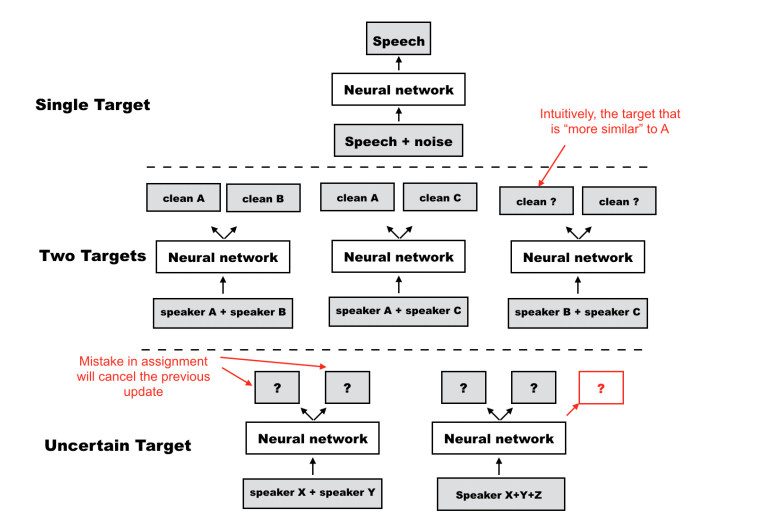 Speech
Neural network
Single Target
Speech + noise
Intuitively, the target that
is “more similar” to A
clean A
clean B
clean A
clean C
clean ?
clean ?
Two Targets
Neural network
Neural network
Neural network
speaker A + speaker B
speaker A + speaker C
speaker B + speaker C
Mistake in assignment
will cancel the previous
update
?
?
?
?
?
Uncertain Target
Neural network
Neural network
speaker X + speaker Y
Speaker X+Y+Z